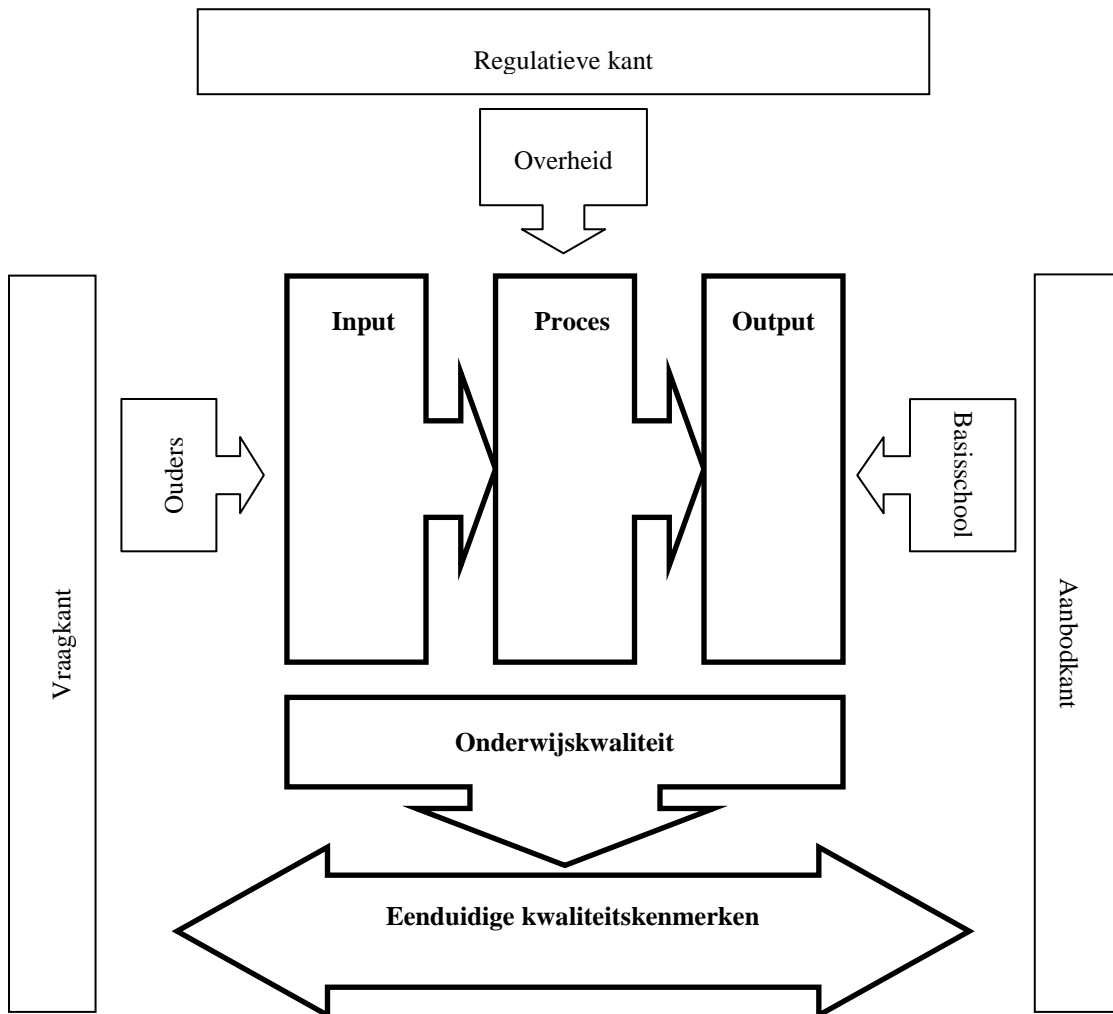 Regulatieve kant
Overheid
Input
Proces
Output
Ouders
Basisschool
Vraagkant
Aanbodkant
Onderwijskwaliteit
Eenduidige kwaliteitskenmerken